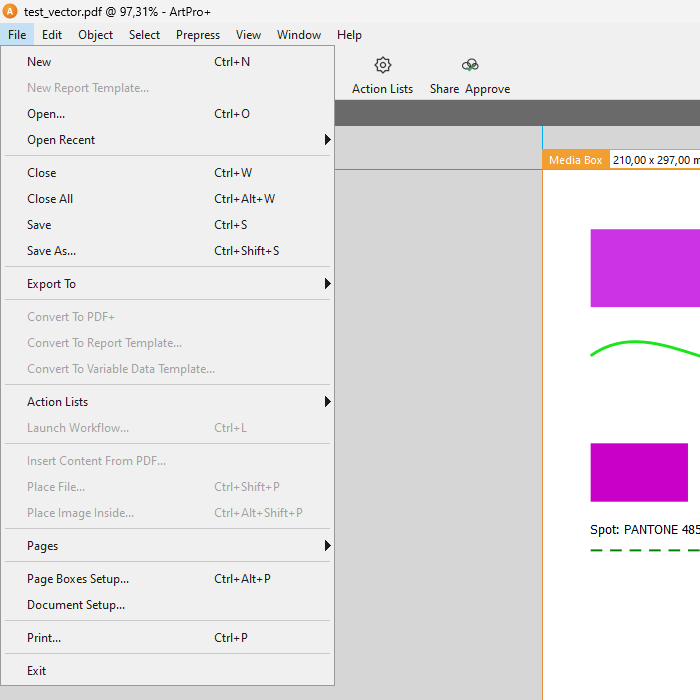 test_vector.pdf @ 97,31% - ArtPro+
File Edit Object Select Prepress View Window Help
New Ctrl+N
New Report Template...
Open... Ctrl+O
Open Recent
Close Ctrl+W
Close All Ctrl+Alt+W
Save Ctrl+S
Save As... Ctrl+Shift+S
Export To
Convert To PDF+
Convert To Report Template...
Convert To Variable Data Template...
Action Lists
Launch Workflow... Ctrl+L
Insert Content From PDF...
Place File... Ctrl+Shift+P
Place Image Inside... Ctrl+Alt+Shift+P
Pages
Page Boxes Setup... Ctrl+Alt+P
Document Setup...
Print... Ctrl+P
Exit
Action Lists Share Approve
Media Box 210,00 x 297,00 m
Spot: PANTONE 485